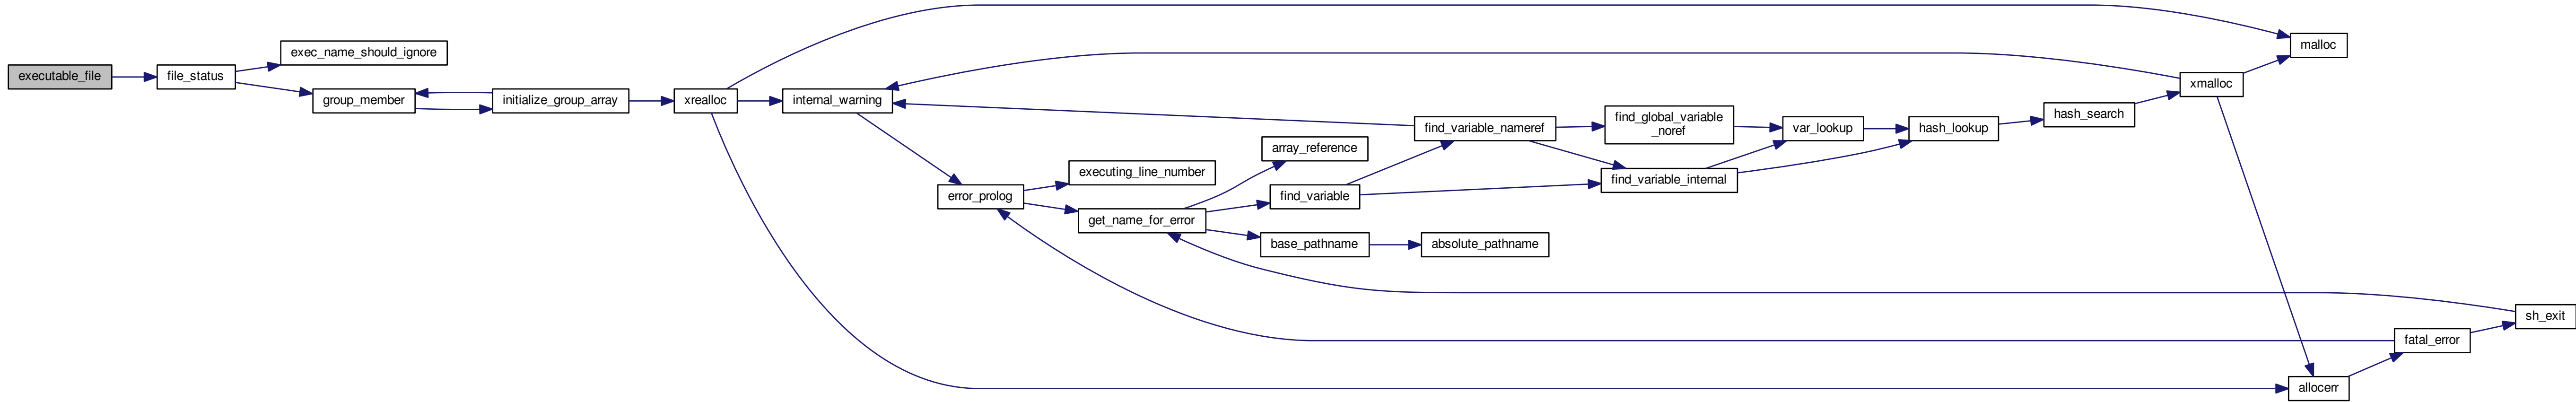 executable_file
file_status
exec_name_should_ignore
group_member
initialize_group_array
xrealloc
internal_warning
error_prolog
executing_line_number
get_name_for_error
array_reference
find_variable
base_pathname
absolute_pathname
find_variable_nameref
find_global_variable
_noref
find_variable_internal
var_lookup
hash_lookup
hash_search
xmalloc
malloc
allocerr
fatal_error
sh_exit